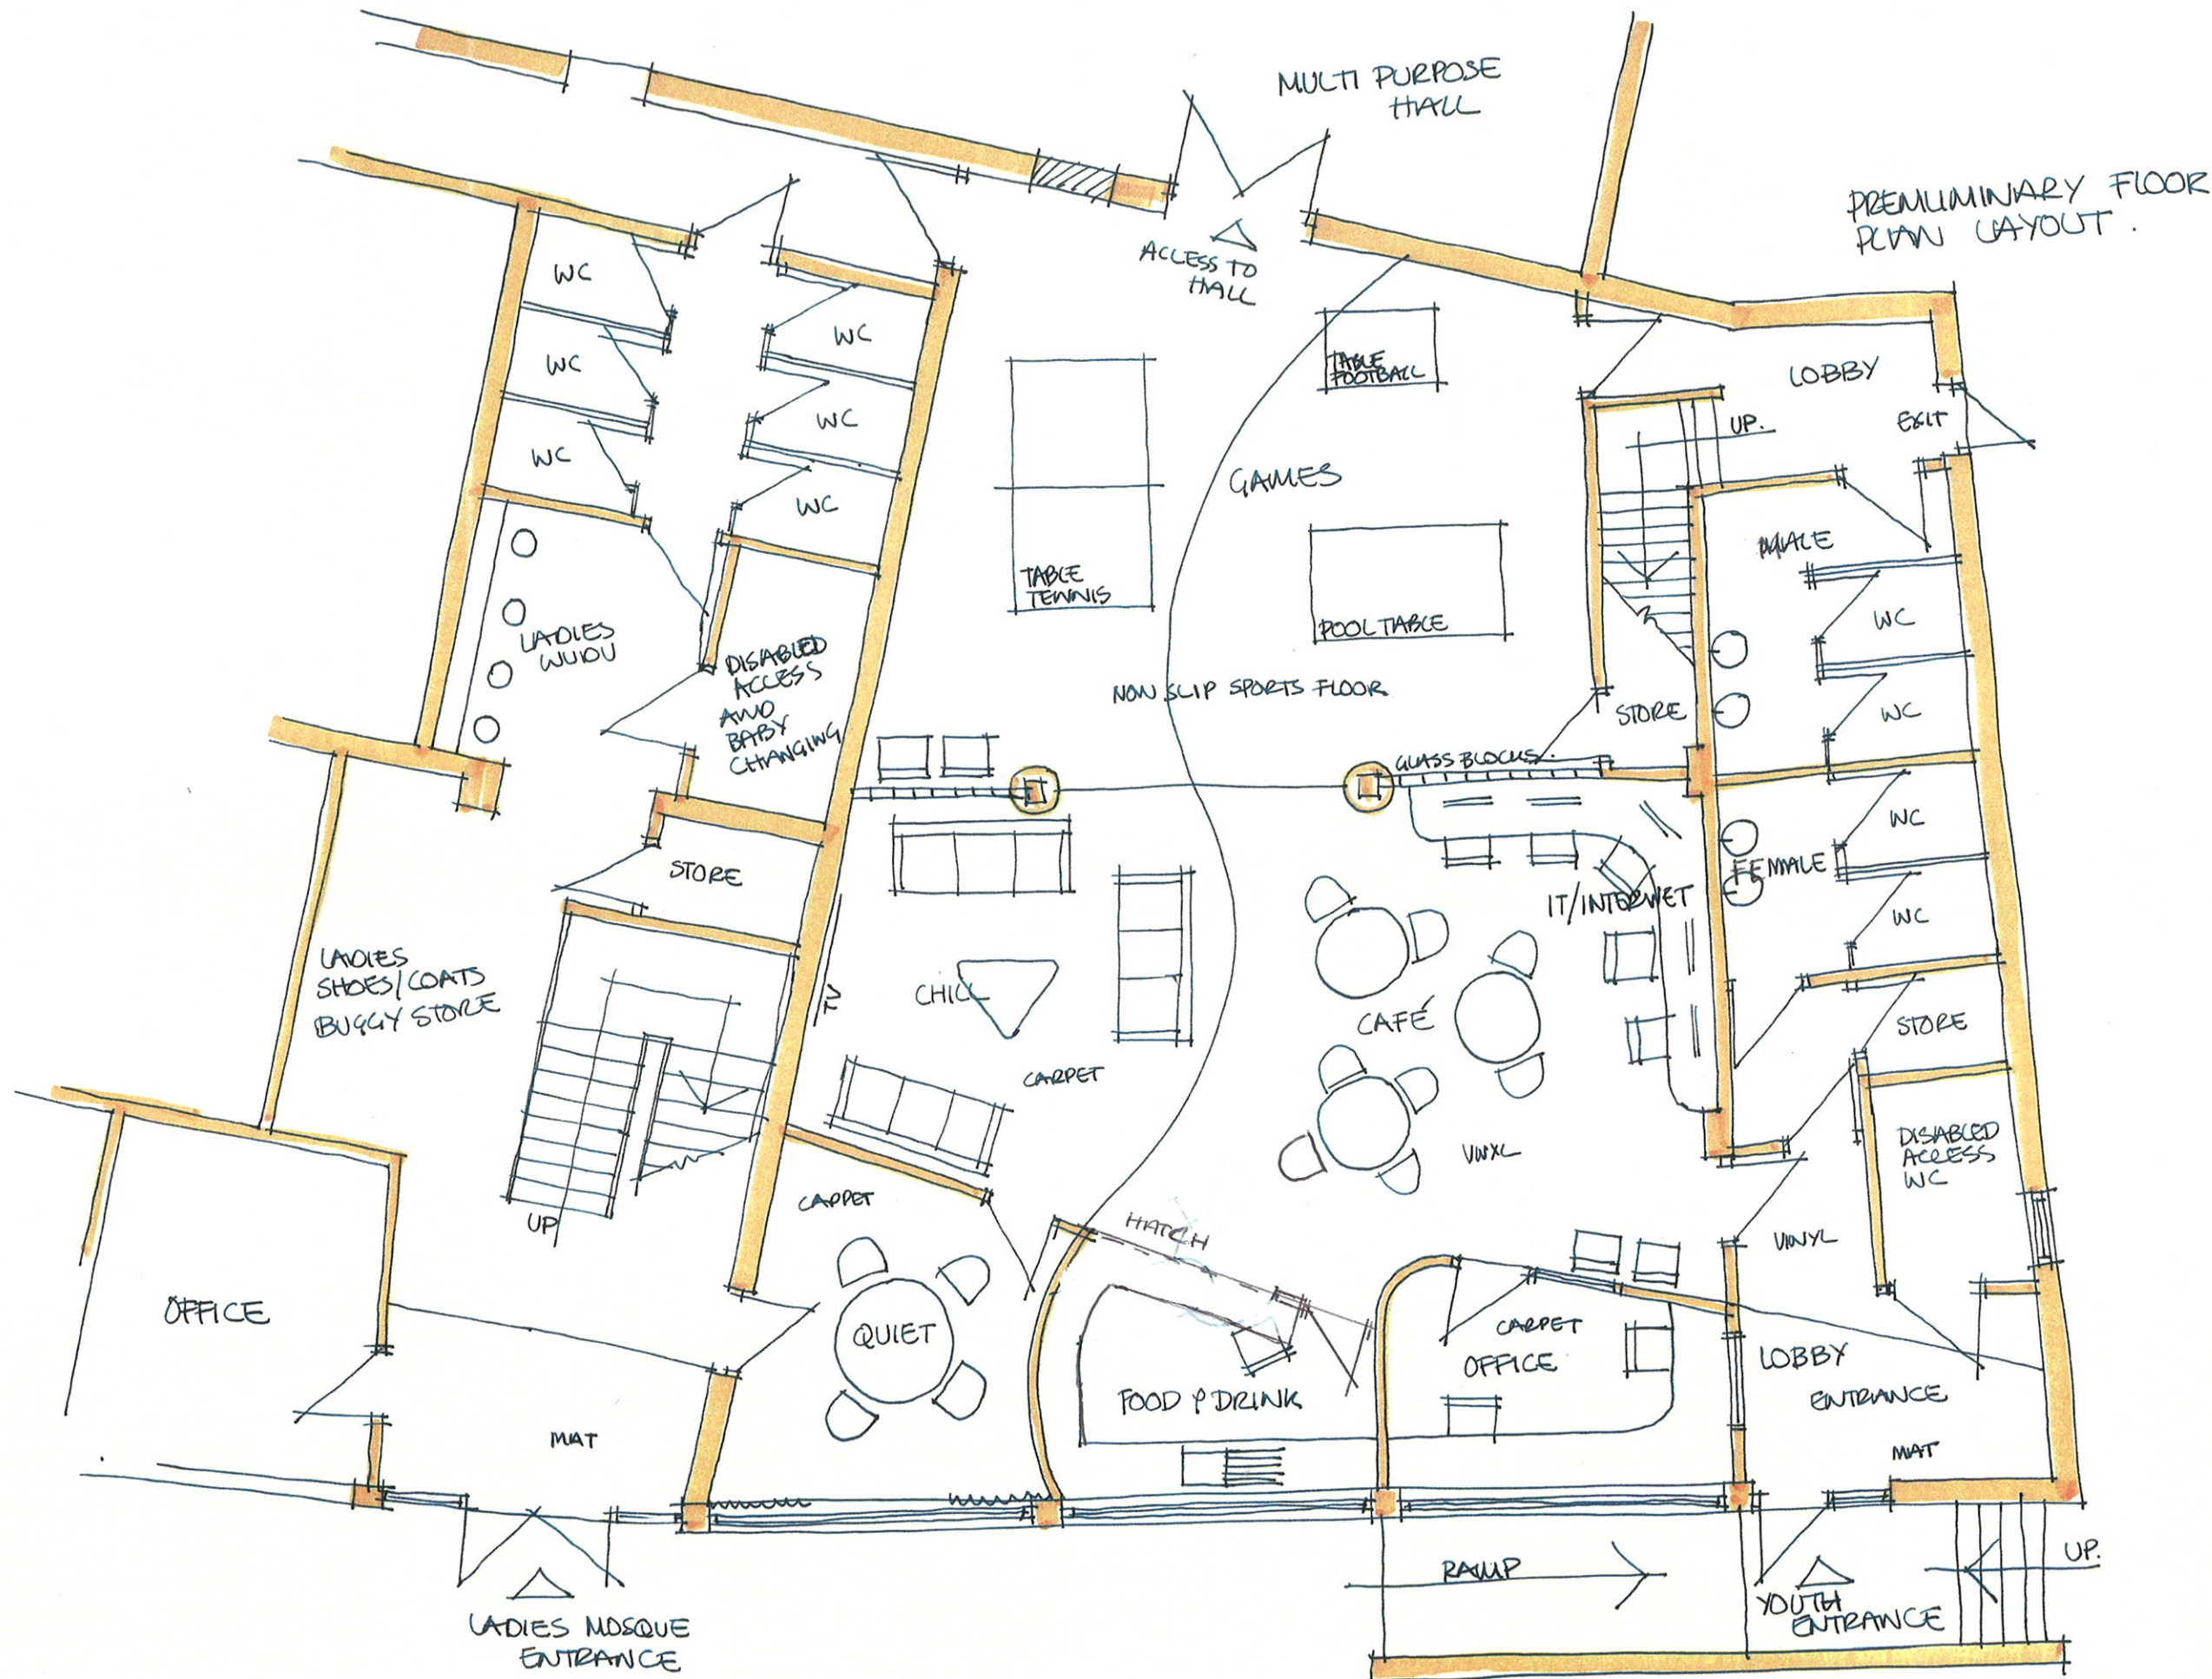 MULTI PURPOSE
HALL
PREMLIMINARY FLOOR
PLAN LAYOUT.
ACCESS TO
HALL
WC
WC
WC
WC
WC
WC
TABLE
FOOTBALL
LOBBY
UP.
EXIT
GAMES
MALE
TABLE
TENNIS
POOL TABLE
WC
LADIES
WUDU
DISABLED
ACCESS
AND
BABY
CHANGING
NON SLIP SPORTS FLOOR
STORE
WC
GLASS BLOCKS.
WC
FEMALE
STORE
IT/INTERNET
WC
LADIES
SHOES/COATS
BUGGY STORE
TV
CHILL
CAFÉ
STORE
CARPET
VINYL
DISABLED
ACCESS
WC
CARPET
UP
HATCH
VINYL
OFFICE
QUIET
CARPET
OFFICE
LOBBY
ENTRANCE
FOOD & DRINK
MAT
MAT
RAMP
UP.
YOUTH
ENTRANCE
LADIES MOSQUE
ENTRANCE